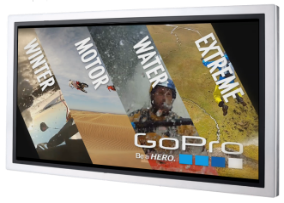 WINTER
MOTOR
WATER
EXTREME
GoPro
Be a HERO.